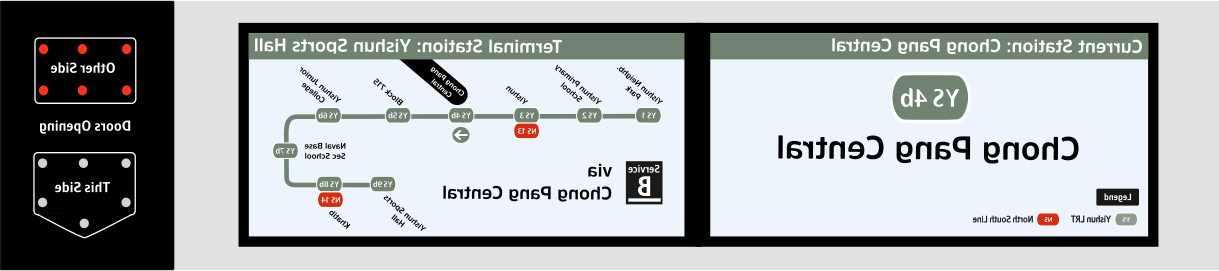 Current Station: Chong Pang Central
YS 4b
Chong Pang Central
Legend
YS Yishun LRT NS North South Line
Terminal Station: Yishun Sports Hall
Yishun Neighb.
Park
YS 1
Yishun Primary
School
YS 2
Yishun
YS 3
NS 13
Chong Pang
Central
YS 4b
Block 715
YS 5b
Yishun Junior
College
YS 6b
Naval Base
Sec School
YS 7b
YS 8b
NS 14
Khatib
YS 9b
Yishun Sports
Hall
Service
B
via
Chong Pang Central
Other Side
Doors Opening
This Side